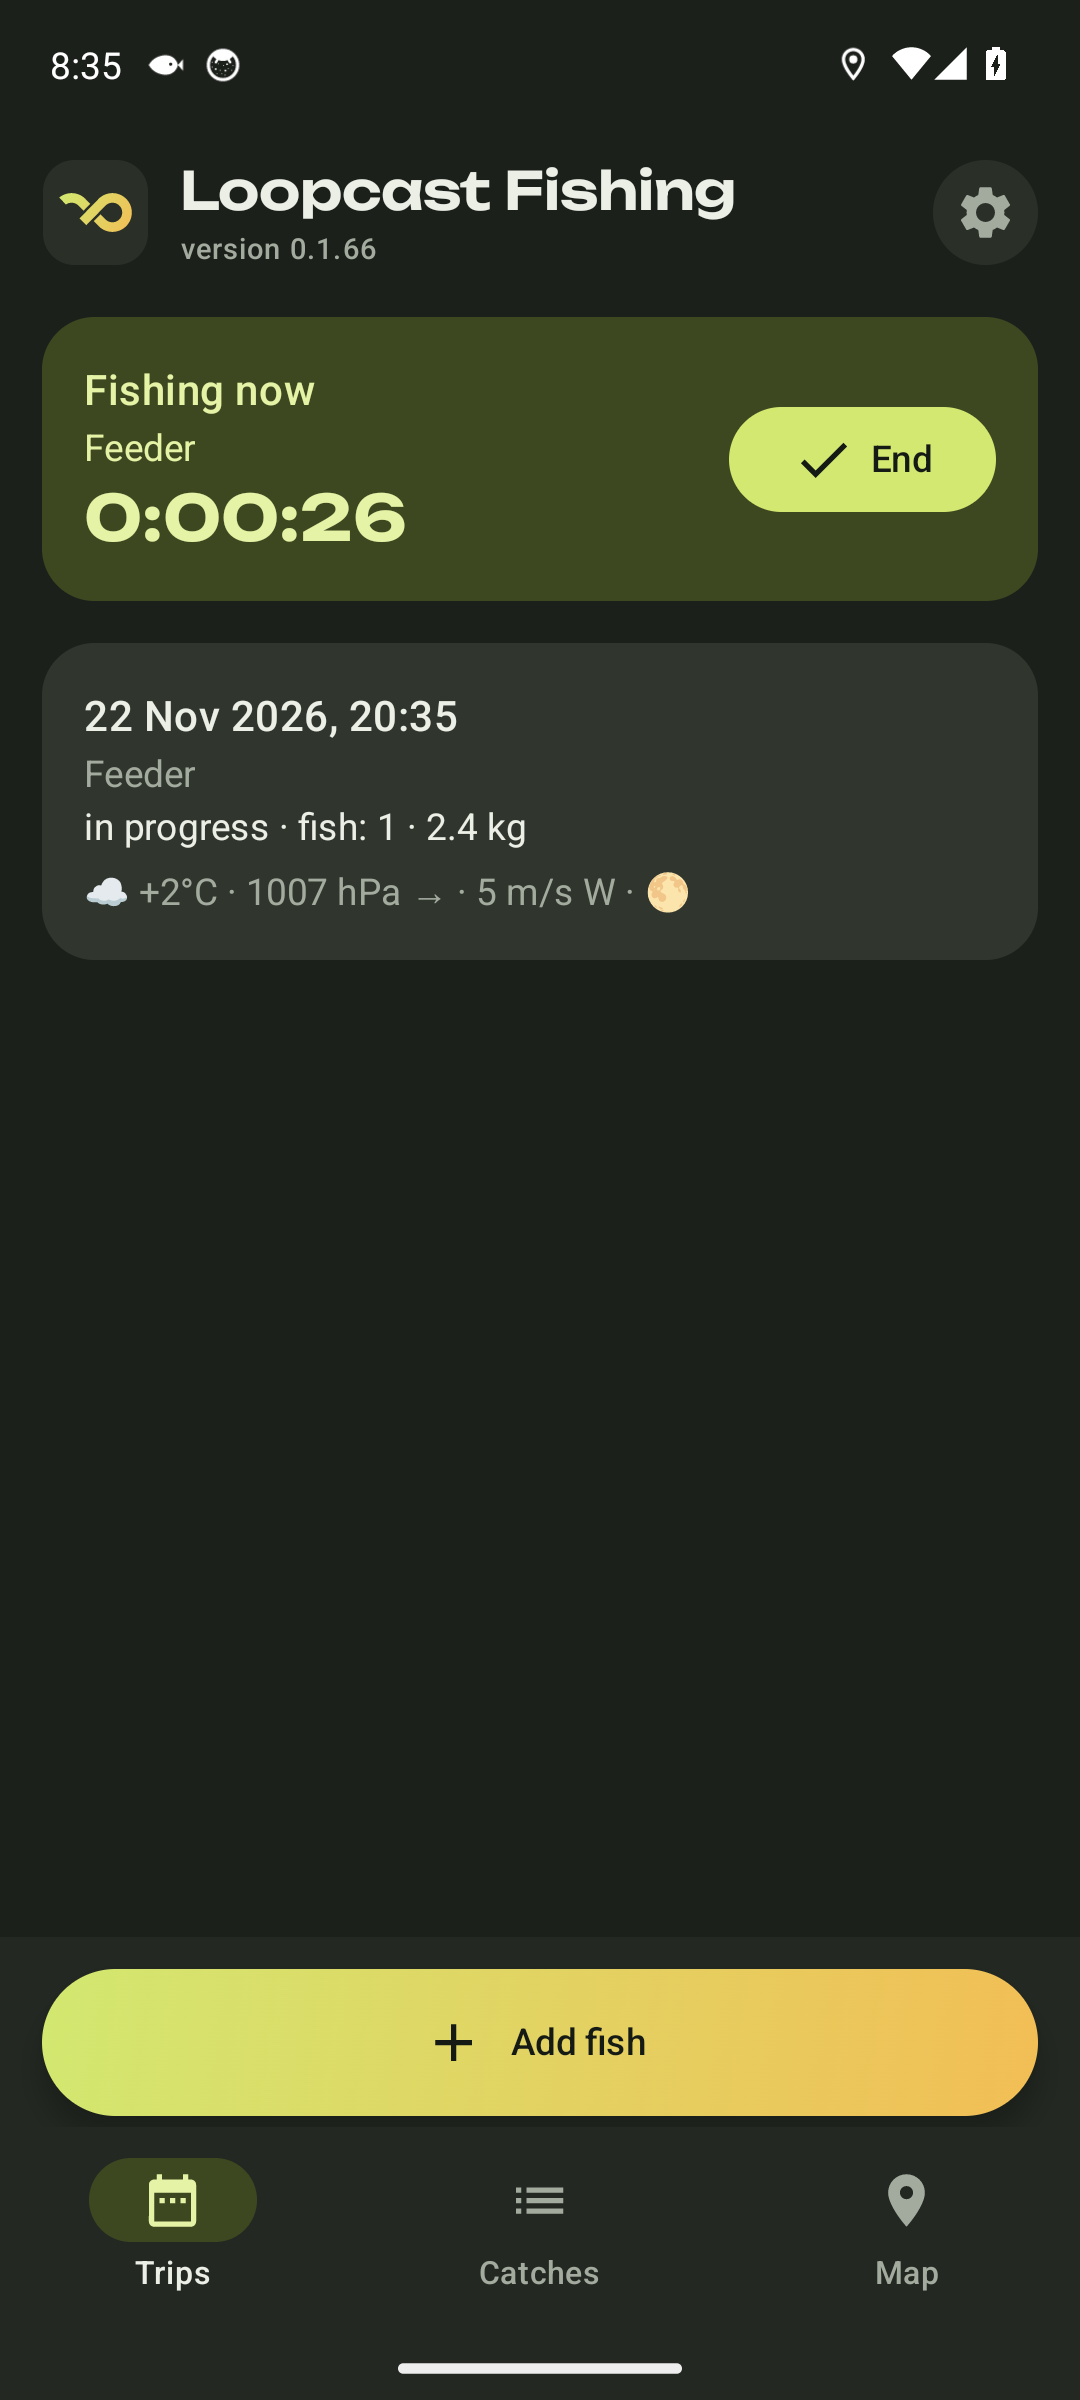 8:35
Loopcast Fishing
version 0.1.66
Fishing now
Feeder
0:00:26
End
22 Nov 2026, 20:35
Feeder
in progress · fish: 1 · 2.4 kg
☁️ +2°C · 1007 hPa → · 5 m/s W · 🌕
Add fish
Trips
Catches
Map